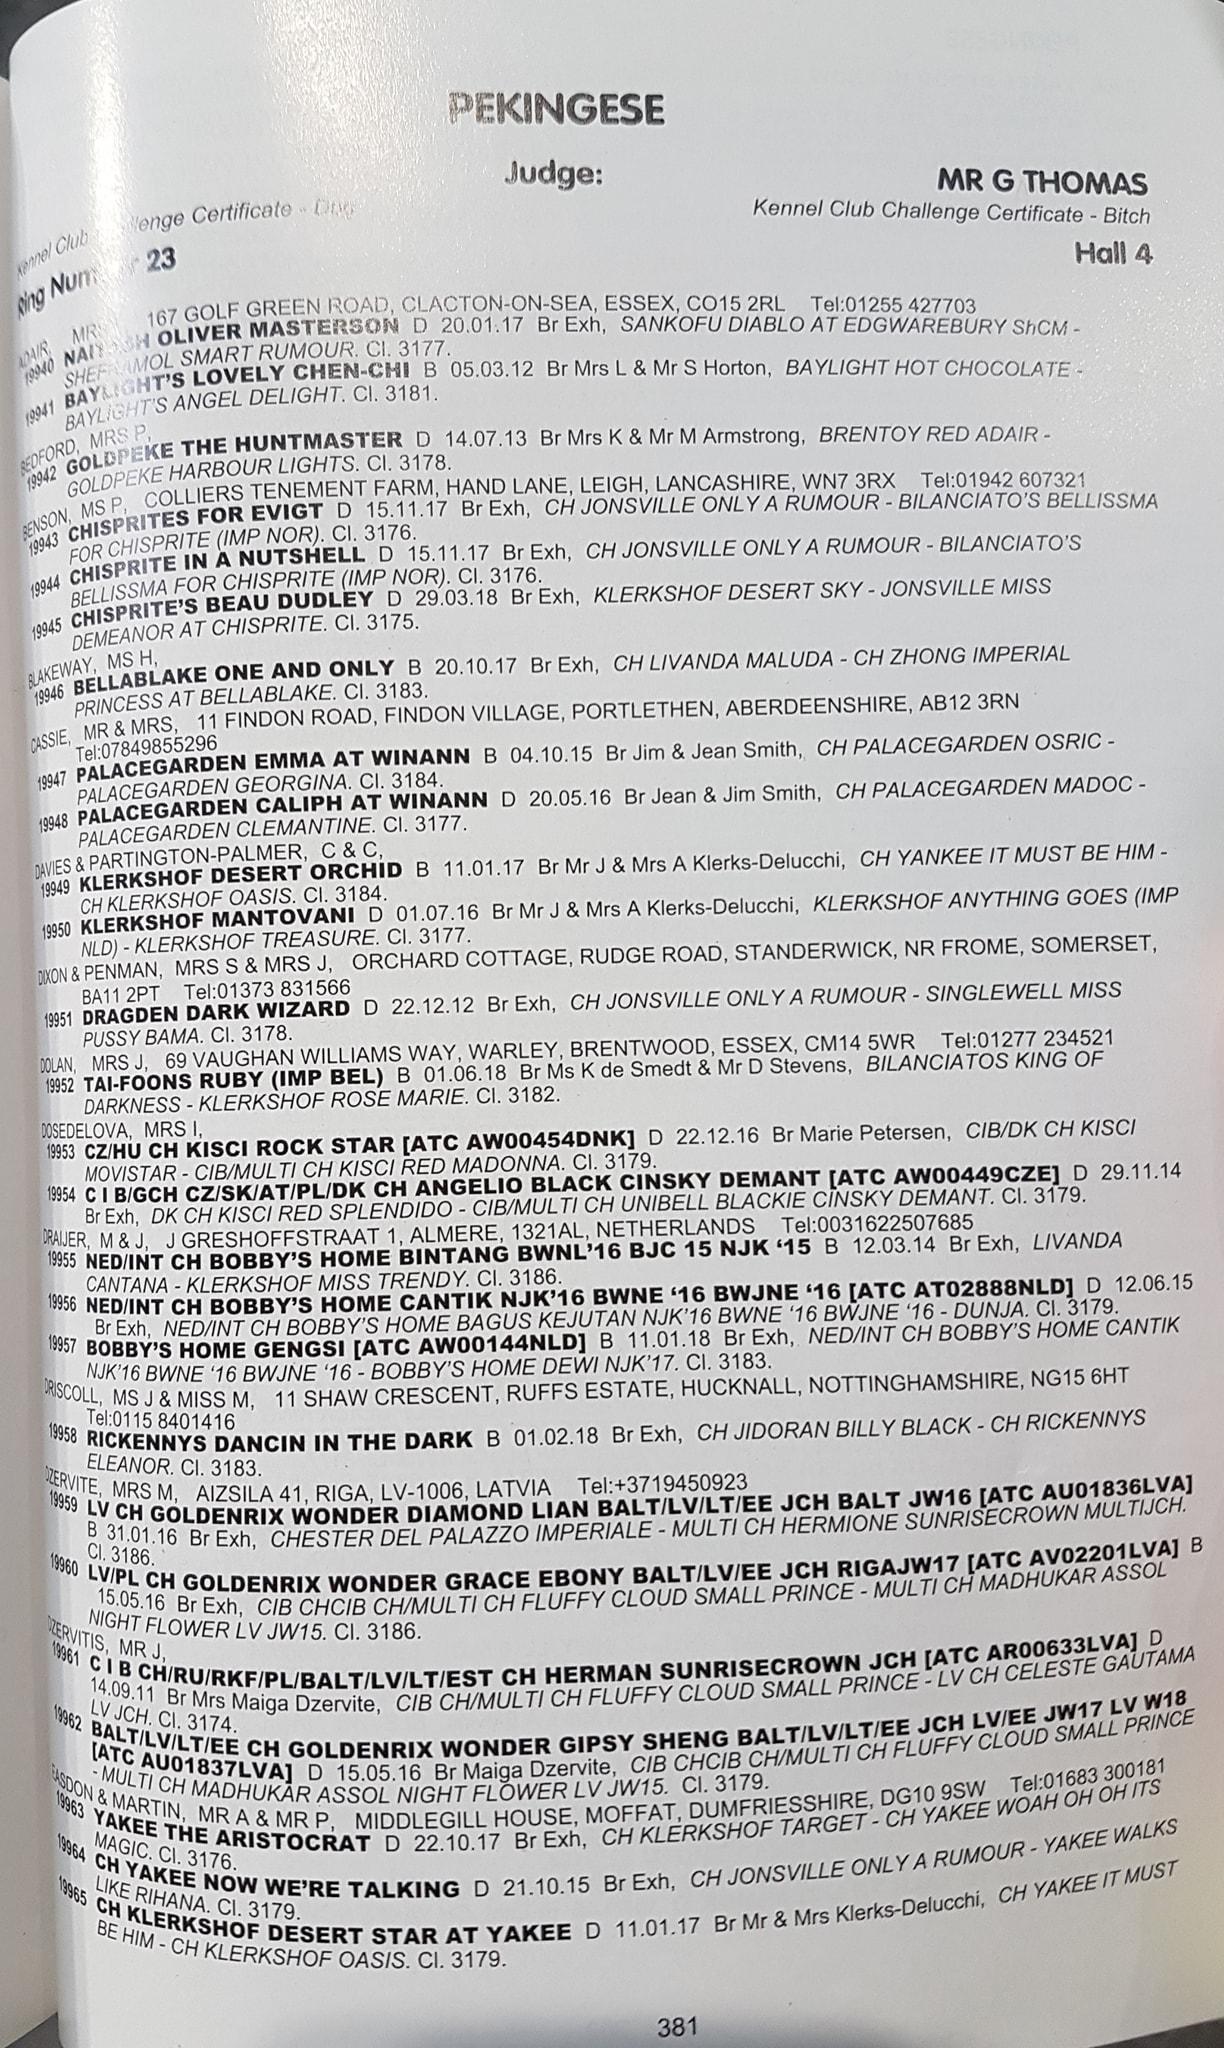 PEKINGESE
Judge:
MR G THOMAS
Kennel Club Challenge Certificate - Dog
Kennel Club Challenge Certificate - Bitch
Ring Number 23
Hall 4
ADAIR, MRS 167 GOLF GREEN ROAD, CLACTON-ON-SEA, ESSEX, CO15 2RL Tel:01255 427703
19940 OLIVER MASTERSON D 20.01.17 Br Exh, SANKOFU DIABLO AT EDGWAREBURY ShCM -
SMART RUMOUR. Cl. 3177.
19941 BAYLIGHT'S LOVELY CHEN-CHI B 05.03.12 Br Mrs L & Mr S Horton, BAYLIGHT HOT CHOCOLATE -
BAYLIGHT'S ANGEL DELIGHT. Cl. 3181.
BEDFORD, MRS P,
19942 GOLDPEKE THE HUNTMASTER D 14.07.13 Br Mrs K & Mr M Armstrong, BRENTOY RED ADAIR -
GOLDPEKE HARBOUR LIGHTS. Cl. 3178.
BENSON, MS P, COLLIERS TENEMENT FARM, HAND LANE, LEIGH, LANCASHIRE, WN7 3RX Tel:01942 607321
19943 CHISPRITES FOR EVIGT D 15.11.17 Br Exh, CH JONSVILLE ONLY A RUMOUR - BILANCIATO'S BELLISSMA
FOR CHISPRITE (IMP NOR). Cl. 3176.
19944 CHISPRITE IN A NUTSHELL D 15.11.17 Br Exh, CH JONSVILLE ONLY A RUMOUR - BILANCIATO'S
BELLISSMA FOR CHISPRITE (IMP NOR). Cl. 3176.
19945 CHISPRITE'S BEAU DUDLEY D 29.03.18 Br Exh, KLERKSHOF DESERT SKY - JONSVILLE MISS
DEMEANOR AT CHISPRITE. Cl. 3175.
BLAKEWAY, MS H,
19946 BELLABLAKE ONE AND ONLY B 20.10.17 Br Exh, CH LIVANDA MALUDA - CH ZHONG IMPERIAL
PRINCESS AT BELLABLAKE. Cl. 3183.
CASSIE, MR & MRS, 11 FINDON ROAD, FINDON VILLAGE, PORTLETHEN, ABERDEENSHIRE, AB12 3RN
Tel:07849855296
19947 PALACEGARDEN EMMA AT WINANN B 04.10.15 Br Jim & Jean Smith, CH PALACEGARDEN OSRIC -
PALACEGARDEN GEORGINA. Cl. 3184.
19948 PALACEGARDEN CALIPH AT WINANN D 20.05.16 Br Jean & Jim Smith, CH PALACEGARDEN MADOC -
PALACEGARDEN CLEMANTINE. Cl. 3177.
DAVIES & PARTINGTON-PALMER, C & C,
19949 KLERKSHOF DESERT ORCHID B 11.01.17 Br Mr J & Mrs A Klerks-Delucchi, CH YANKEE IT MUST BE HIM -
CH KLERKSHOF OASIS. Cl. 3184.
19950 KLERKSHOF MANTOVANI D 01.07.16 Br Mr J & Mrs A Klerks-Delucchi, KLERKSHOF ANYTHING GOES (IMP
NLD) - KLERKSHOF TREASURE. Cl. 3177.
DIXON & PENMAN, MRS S & MRS J, ORCHARD COTTAGE, RUDGE ROAD, STANDERWICK, NR FROME, SOMERSET,
BA11 2PT Tel:01373 831566
19951 DRAGDEN DARK WIZARD D 22.12.12 Br Exh, CH JONSVILLE ONLY A RUMOUR - SINGLEWELL MISS
PUSSY BAMA. Cl. 3178.
DOLAN, MRS J, 69 VAUGHAN WILLIAMS WAY, WARLEY, BRENTWOOD, ESSEX, CM14 5WR Tel:01277 234521
19952 TAI-FOONS RUBY (IMP BEL) B 01.06.18 Br Ms K de Smedt & Mr D Stevens, BILANCIATOS KING OF
DARKNESS - KLERKSHOF ROSE MARIE. Cl. 3182.
DOSEDELOVA, MRS I,
19953 CZ/HU CH KISCI ROCK STAR [ATC AW00454DNK] D 22.12.16 Br Marie Petersen, CIB/DK CH KISCI
MOVISTAR - CIB/MULTI CH KISCI RED MADONNA. Cl. 3179.
19954 C I B/GCH CZ/SK/AT/PL/DK CH ANGELIO BLACK CINSKY DEMANT [ATC AW00449CZE] D 29.11.14
Br Exh, DK CH KISCI RED SPLENDIDO - CIB/MULTI CH UNIBELL BLACKIE CINSKY DEMANT. Cl. 3179.
DRAIJER, M & J, J GRESHOFFSTRAAT 1, ALMERE, 1321AL, NETHERLANDS Tel:0031622507685
19955 NED/INT CH BOBBY'S HOME BINTANG BWNL'16 BJC 15 NJK '15 B 12.03.14 Br Exh, LIVANDA
CANTANA - KLERKSHOF MISS TRENDY. Cl. 3186.
19956 NED/INT CH BOBBY'S HOME CANTIK NJK'16 BWNE '16 BWJNE '16 [ATC AT02888NLD] D 12.06.15
Br Exh, NED/INT CH BOBBY'S HOME BAGUS KEJUTAN NJK'16 BWNE '16 BWJNE '16 - DUNJA. Cl. 3179.
19957 BOBBY'S HOME GENGSI [ATC AW00144NLD] B 11.01.18 Br Exh, NED/INT CH BOBBY'S HOME CANTIK
NJK'16 BWNE '16 BWJNE '16 - BOBBY'S HOME DEWI NJK'17. Cl. 3183.
DRISCOLL, MS J & MISS M, 11 SHAW CRESCENT, RUFFS ESTATE, HUCKNALL, NOTTINGHAMSHIRE, NG15 6HT
Tel:0115 8401416
19958 RICKENNYS DANCIN IN THE DARK B 01.02.18 Br Exh, CH JIDORAN BILLY BLACK - CH RICKENNYS
ELEANOR. Cl. 3183.
DZERVITE, MRS M, AIZSILA 41, RIGA, LV-1006, LATVIA Tel:+3719450923
19959 LV CH GOLDENRIX WONDER DIAMOND LIAN BALT/LV/LT/EE JCH BALT JW16 [ATC AU01836LVA]
B 31.01.16 Br Exh, CHESTER DEL PALAZZO IMPERIALE - MULTI CH HERMIONE SUNRISECROWN MULTIJCH.
Cl. 3186.
19960 LV/PL CH GOLDENRIX WONDER GRACE EBONY BALT/LV/EE JCH RIGAJW17 [ATC AV02201LVA] B
15.05.16 Br Exh, CIB CHCIB CH/MULTI CH FLUFFY CLOUD SMALL PRINCE - MULTI CH MADHUKAR ASSOL
NIGHT FLOWER LV JW15. Cl. 3186.
DZERVITIS, MR J,
19961 C I B CH/RU/RKF/PL/BALT/LV/LT/EST CH HERMAN SUNRISECROWN JCH [ATC AR00633LVA] D
14.09.11 Br Mrs Maiga Dzervite, CIB CH/MULTI CH FLUFFY CLOUD SMALL PRINCE - LV CH CELESTE GAUTAMA
LV JCH. Cl. 3174.
19962 BALT/LV/LT/EE CH GOLDENRIX WONDER GIPSY SHENG BALT/LV/LT/EE JCH LV/EE JW17 LV W18
[ATC AU01837LVA] D 15.05.16 Br Maiga Dzervite, CIB CHCIB CH/MULTI CH FLUFFY CLOUD SMALL PRINCE
- MULTI CH MADHUKAR ASSOL NIGHT FLOWER LV JW15. Cl. 3179.
EASDON & MARTIN, MR A & MR P, MIDDLEGILL HOUSE, MOFFAT, DUMFRIESSHIRE, DG10 9SW Tel:01683 300181
19963 YAKEE THE ARISTOCRAT D 22.10.17 Br Exh, CH KLERKSHOF TARGET - CH YAKEE WOAH OH OH ITS
MAGIC. Cl. 3176.
19964 CH YAKEE NOW WE'RE TALKING D 21.10.15 Br Exh, CH JONSVILLE ONLY A RUMOUR - YAKEE WALKS
LIKE RIHANA. Cl. 3179.
19965 CH KLERKSHOF DESERT STAR AT YAKEE D 11.01.17 Br Mr & Mrs Klerks-Delucchi, CH YAKEE IT MUST
BE HIM - CH KLERKSHOF OASIS. Cl. 3179.
381